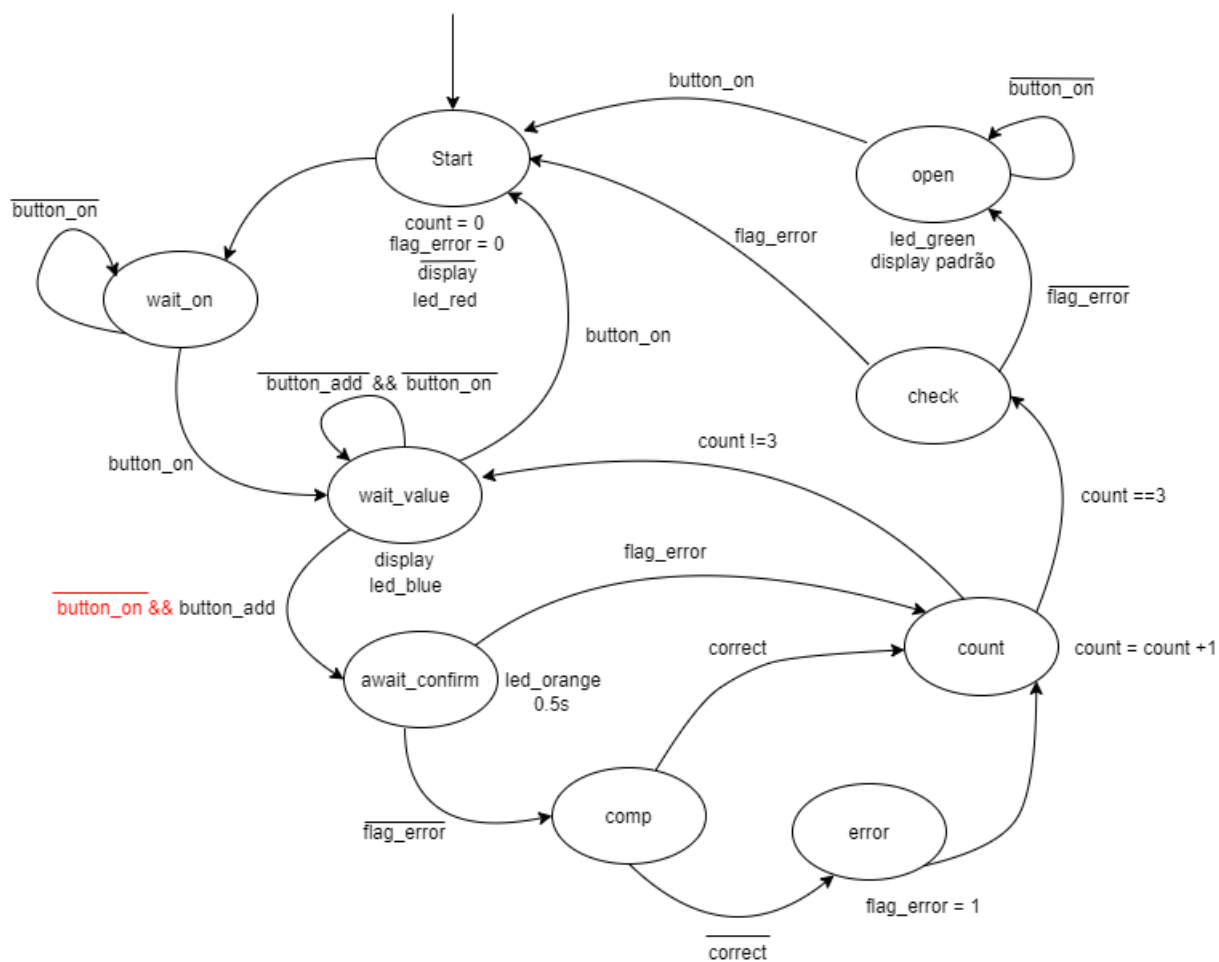 button_on
button_on
Start
open
button_on
count = 0
flag_error = 0
display
led_red
flag_error
led_green
display padrão
wait_on
flag_error
button_on
button_add && button_on
check
button_on
count !=3
wait_value
count ==3
display
led_blue
flag_error
button_on && button_add
correct
count
count = count +1
await_confirm
led_orange
0.5s
comp
error
flag_error
flag_error = 1
correct